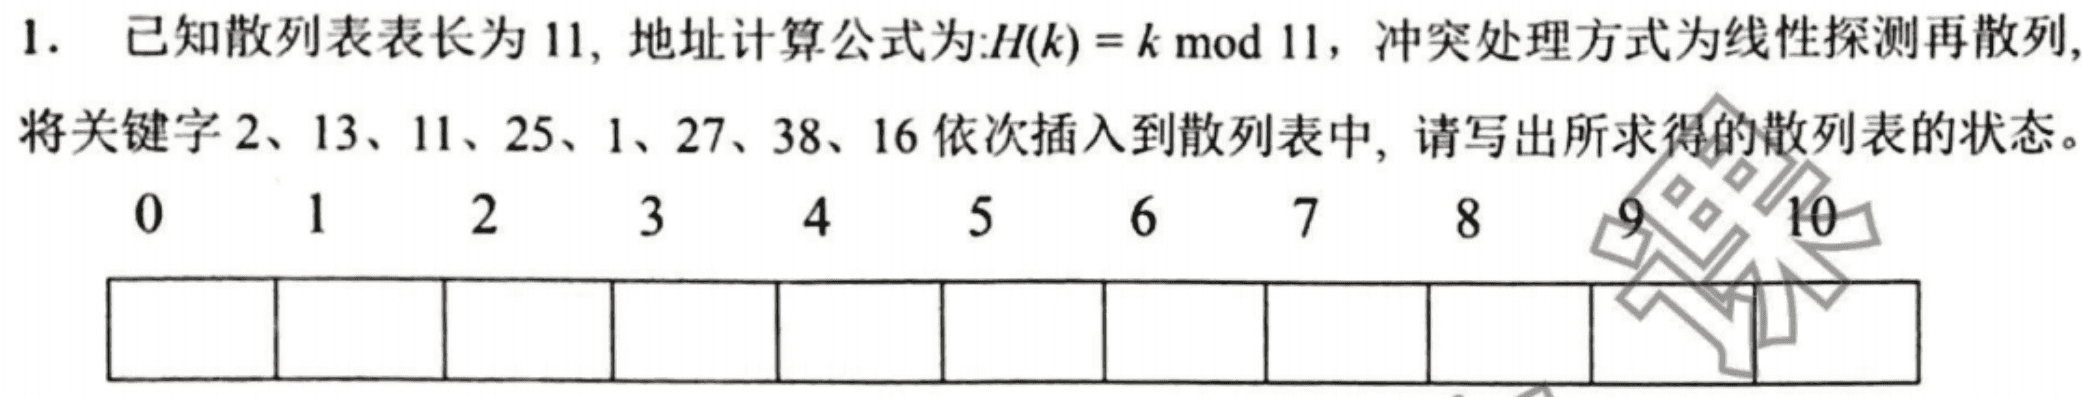 1. 已知散列表表长为 11, 地址计算公式为:H(k) = k mod 11，冲突处理方式为线性探测再散列,
将关键字 2、13、11、25、1、27、38、16 依次插入到散列表中, 请写出所求得的散列表的状态。
0 1 2 3 4 5 6 7 8 9 10